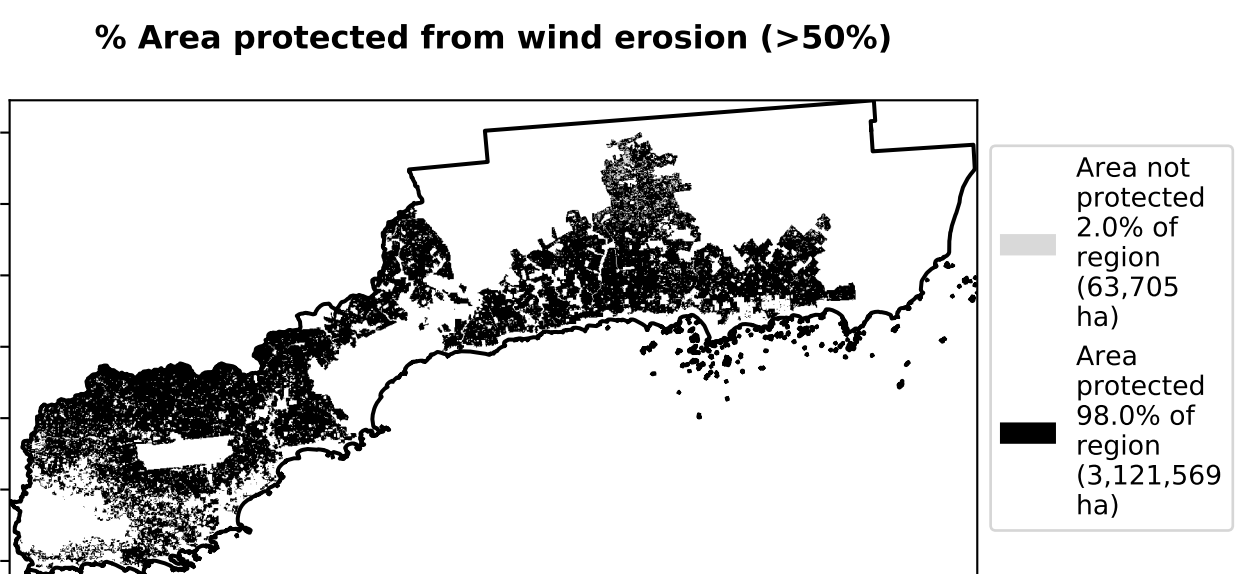 % Area protected from wind erosion (>50%)
Area not
protected
2.0% of
region
(63,705
ha)
Area
protected
98.0% of
region
(3,121,569
ha)